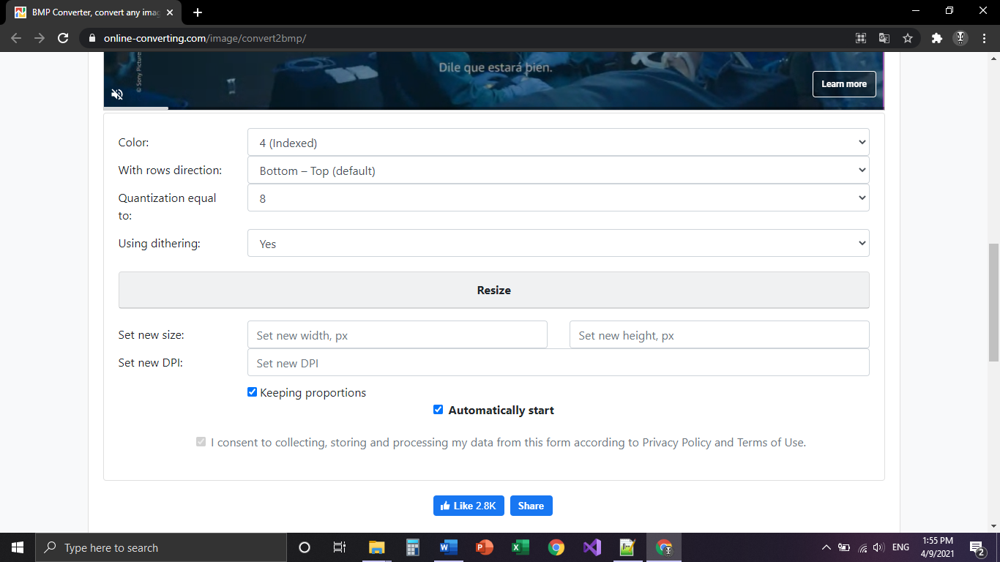 BMP Converter, convert any imag
online-converting.com/image/convert2bmp/
© Sony Picture
Dile que estará bien.
Learn more
Color:
4 (Indexed)
With rows direction:
Bottom – Top (default)
Quantization equal
to:
8
Using dithering:
Yes
Resize
Set new size:
Set new width, px
Set new height, px
Set new DPI:
Set new DPI
Keeping proportions
Automatically start
I consent to collecting, storing and processing my data from this form according to Privacy Policy and Terms of Use.
Like 2.8K
Share
Type here to search
ENG
1:55 PM
4/9/2021
2